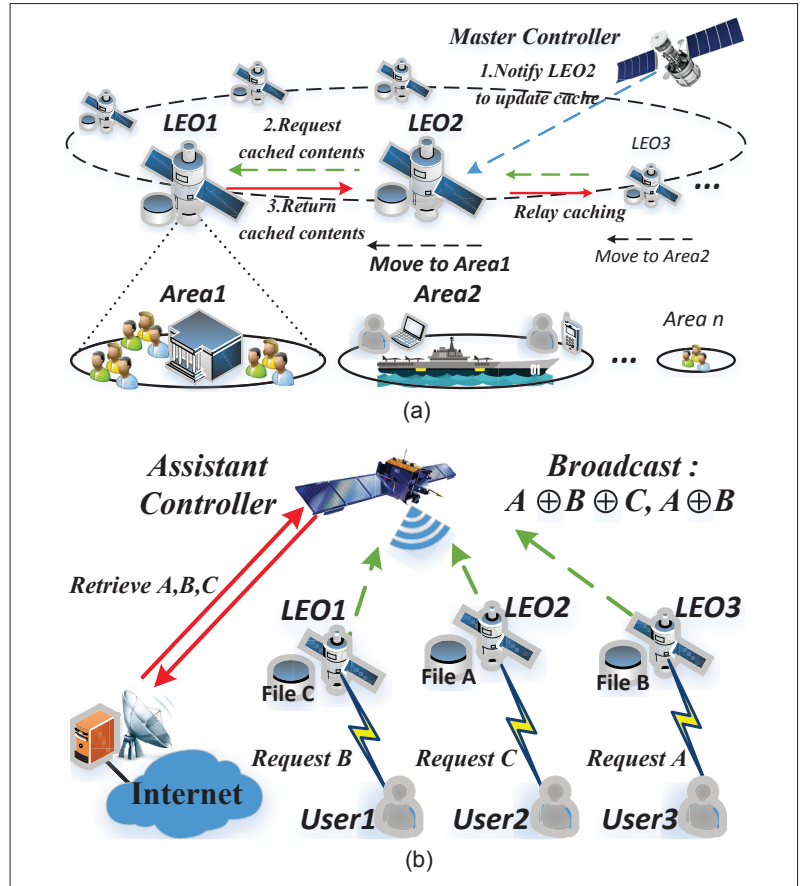 Master Controller
1.Notify LEO2
to update cache
LEO1
2.Request
cached contents
LEO2
LEO3
...
3.Return
cached contents
Relay caching
Move to Area1
Move to Area2
Area1
Area2
Area n
...
01
(a)
Assistant
Controller
Broadcast :
A ⊕B ⊕ C, A ⊕B
Retrieve A,B,C
LEO1
LEO2
LEO3
File C
File A
File B
Request B
Request C
Request A
Internet
User1
User2
User3
(b)